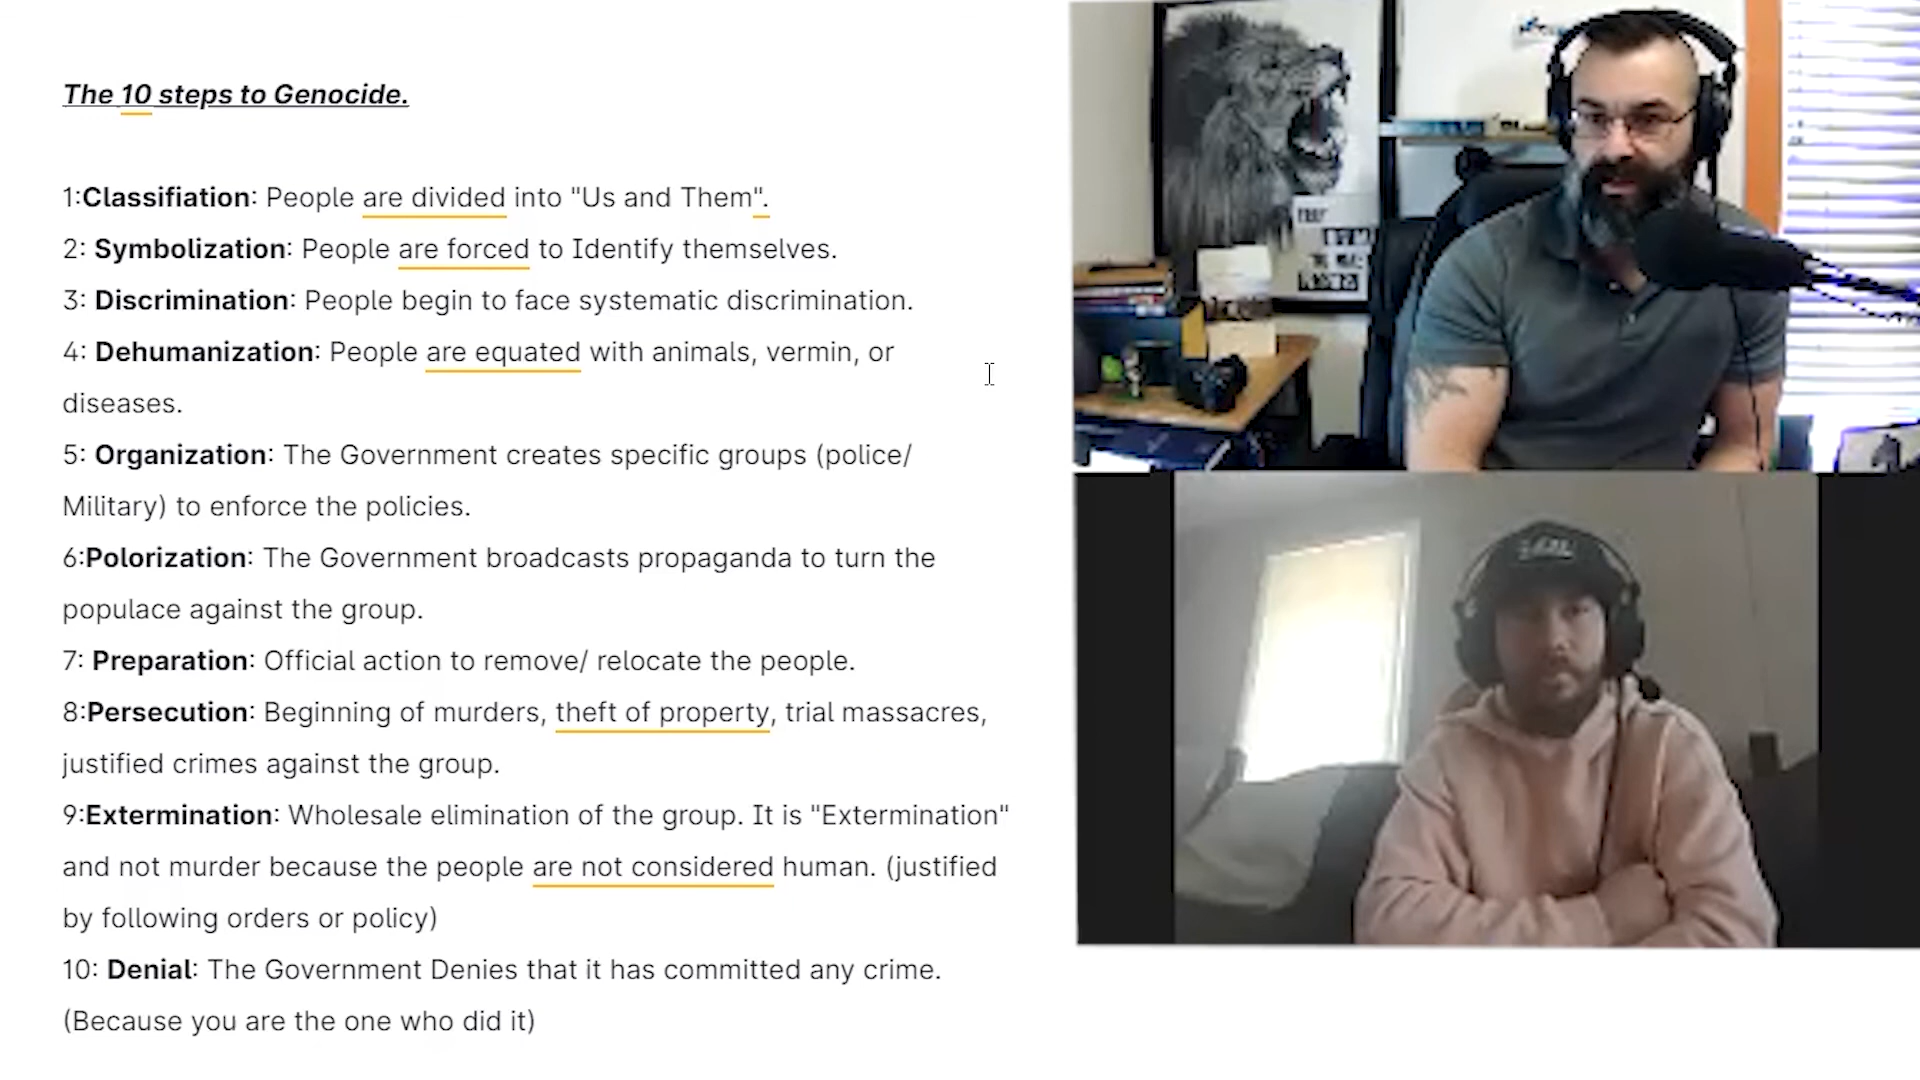 The 10 steps to Genocide.
1:Classifiation: People are divided into "Us and Them".
2: Symbolization: People are forced to Identify themselves.
3: Discrimination: People begin to face systematic discrimination.
4: Dehumanization: People are equated with animals, vermin, or
diseases.
5: Organization: The Government creates specific groups (police/
Military) to enforce the policies.
6:Polorization: The Government broadcasts propaganda to turn the
populace against the group.
7: Preparation: Official action to remove/ relocate the people.
8:Persecution: Beginning of murders, theft of property, trial massacres,
justified crimes against the group.
9:Extermination: Wholesale elimination of the group. It is "Extermination"
and not murder because the people are not considered human. (justified
by following orders or policy)
10: Denial: The Government Denies that it has committed any crime.
(Because you are the one who did it)